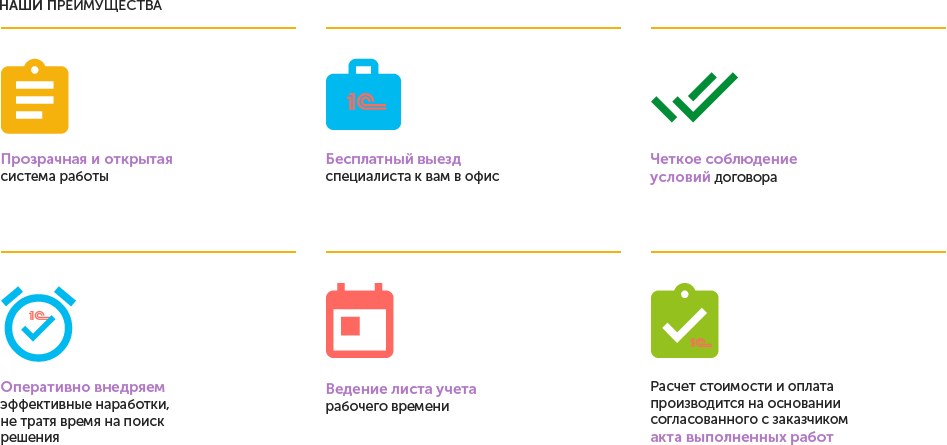 НАШИ ПРЕИМУЩЕСТВА
1С
Прозрачная и открытая
система работы
Бесплатный выезд
специалиста к вам в офис
Четкое соблюдение
условий договора
1С
1С
Оперативно внедряем
эффективные наработки,
не тратя время на поиск
решения
Ведение листа учета
рабочего времени
Расчет стоимости и оплата
производится на основании
согласованного с заказчиком
акта выполненных работ